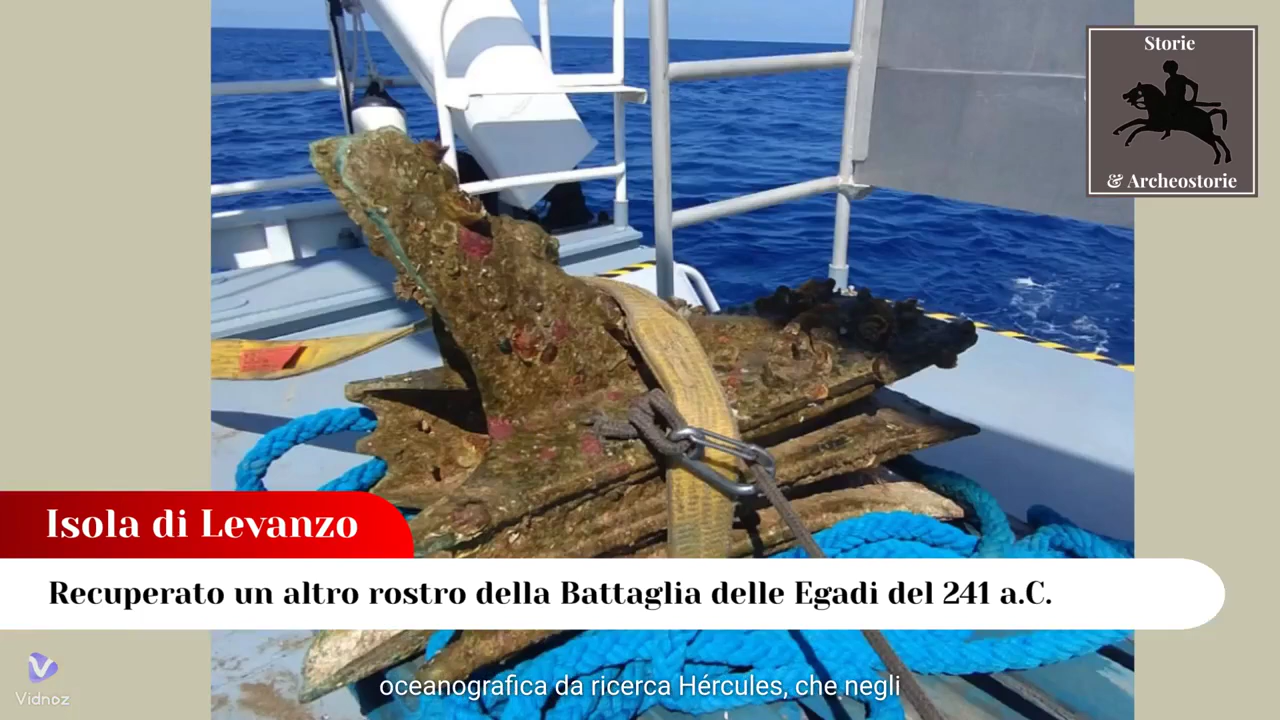 Storie
& Archeostorie
Isola di Levanzo
Recuperato un altro rostro della Battaglia delle Egadi del 241 a.C.
oceanografica da ricerca Hércules, che negli
Vidnoz